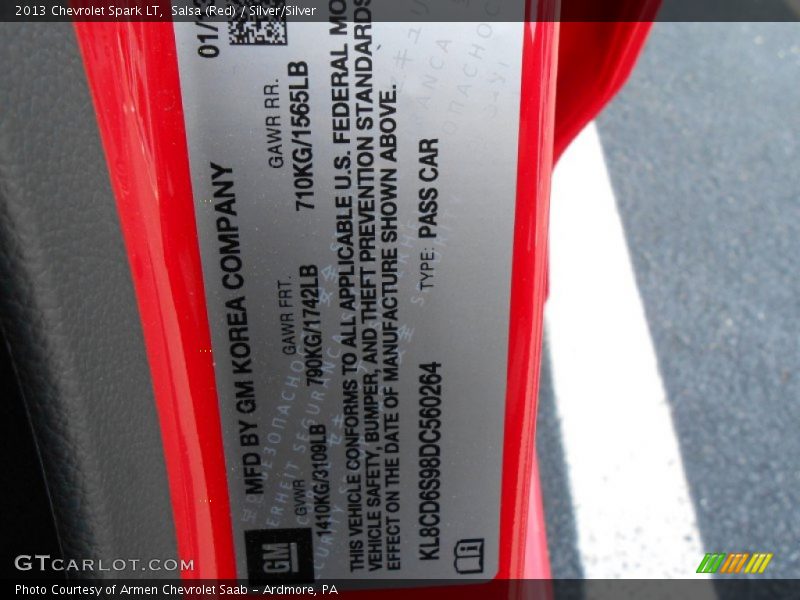 2013 Chevrolet Spark LT, Salsa (Red) / Silver/Silver
MFD BY GM KOREA COMPANY
GVWR GAWR FRT. GAWR RR.
1410KG/3109LB 790KG/1742LB 710KG/1565LB
THIS VEHICLE CONFORMS TO ALL APPLICABLE U.S. FEDERAL
VEHICLE SAFETY, BUMPER, AND THEFT PREVENTION STANDARDS
EFFECT ON THE DATE OF MANUFACTURE SHOWN ABOVE.
KL8CD6S98DC560264 TYPE: PASS CAR
GM
i
GTCARLOT.COM
Photo Courtesy of Armen Chevrolet Saab - Ardmore, PA